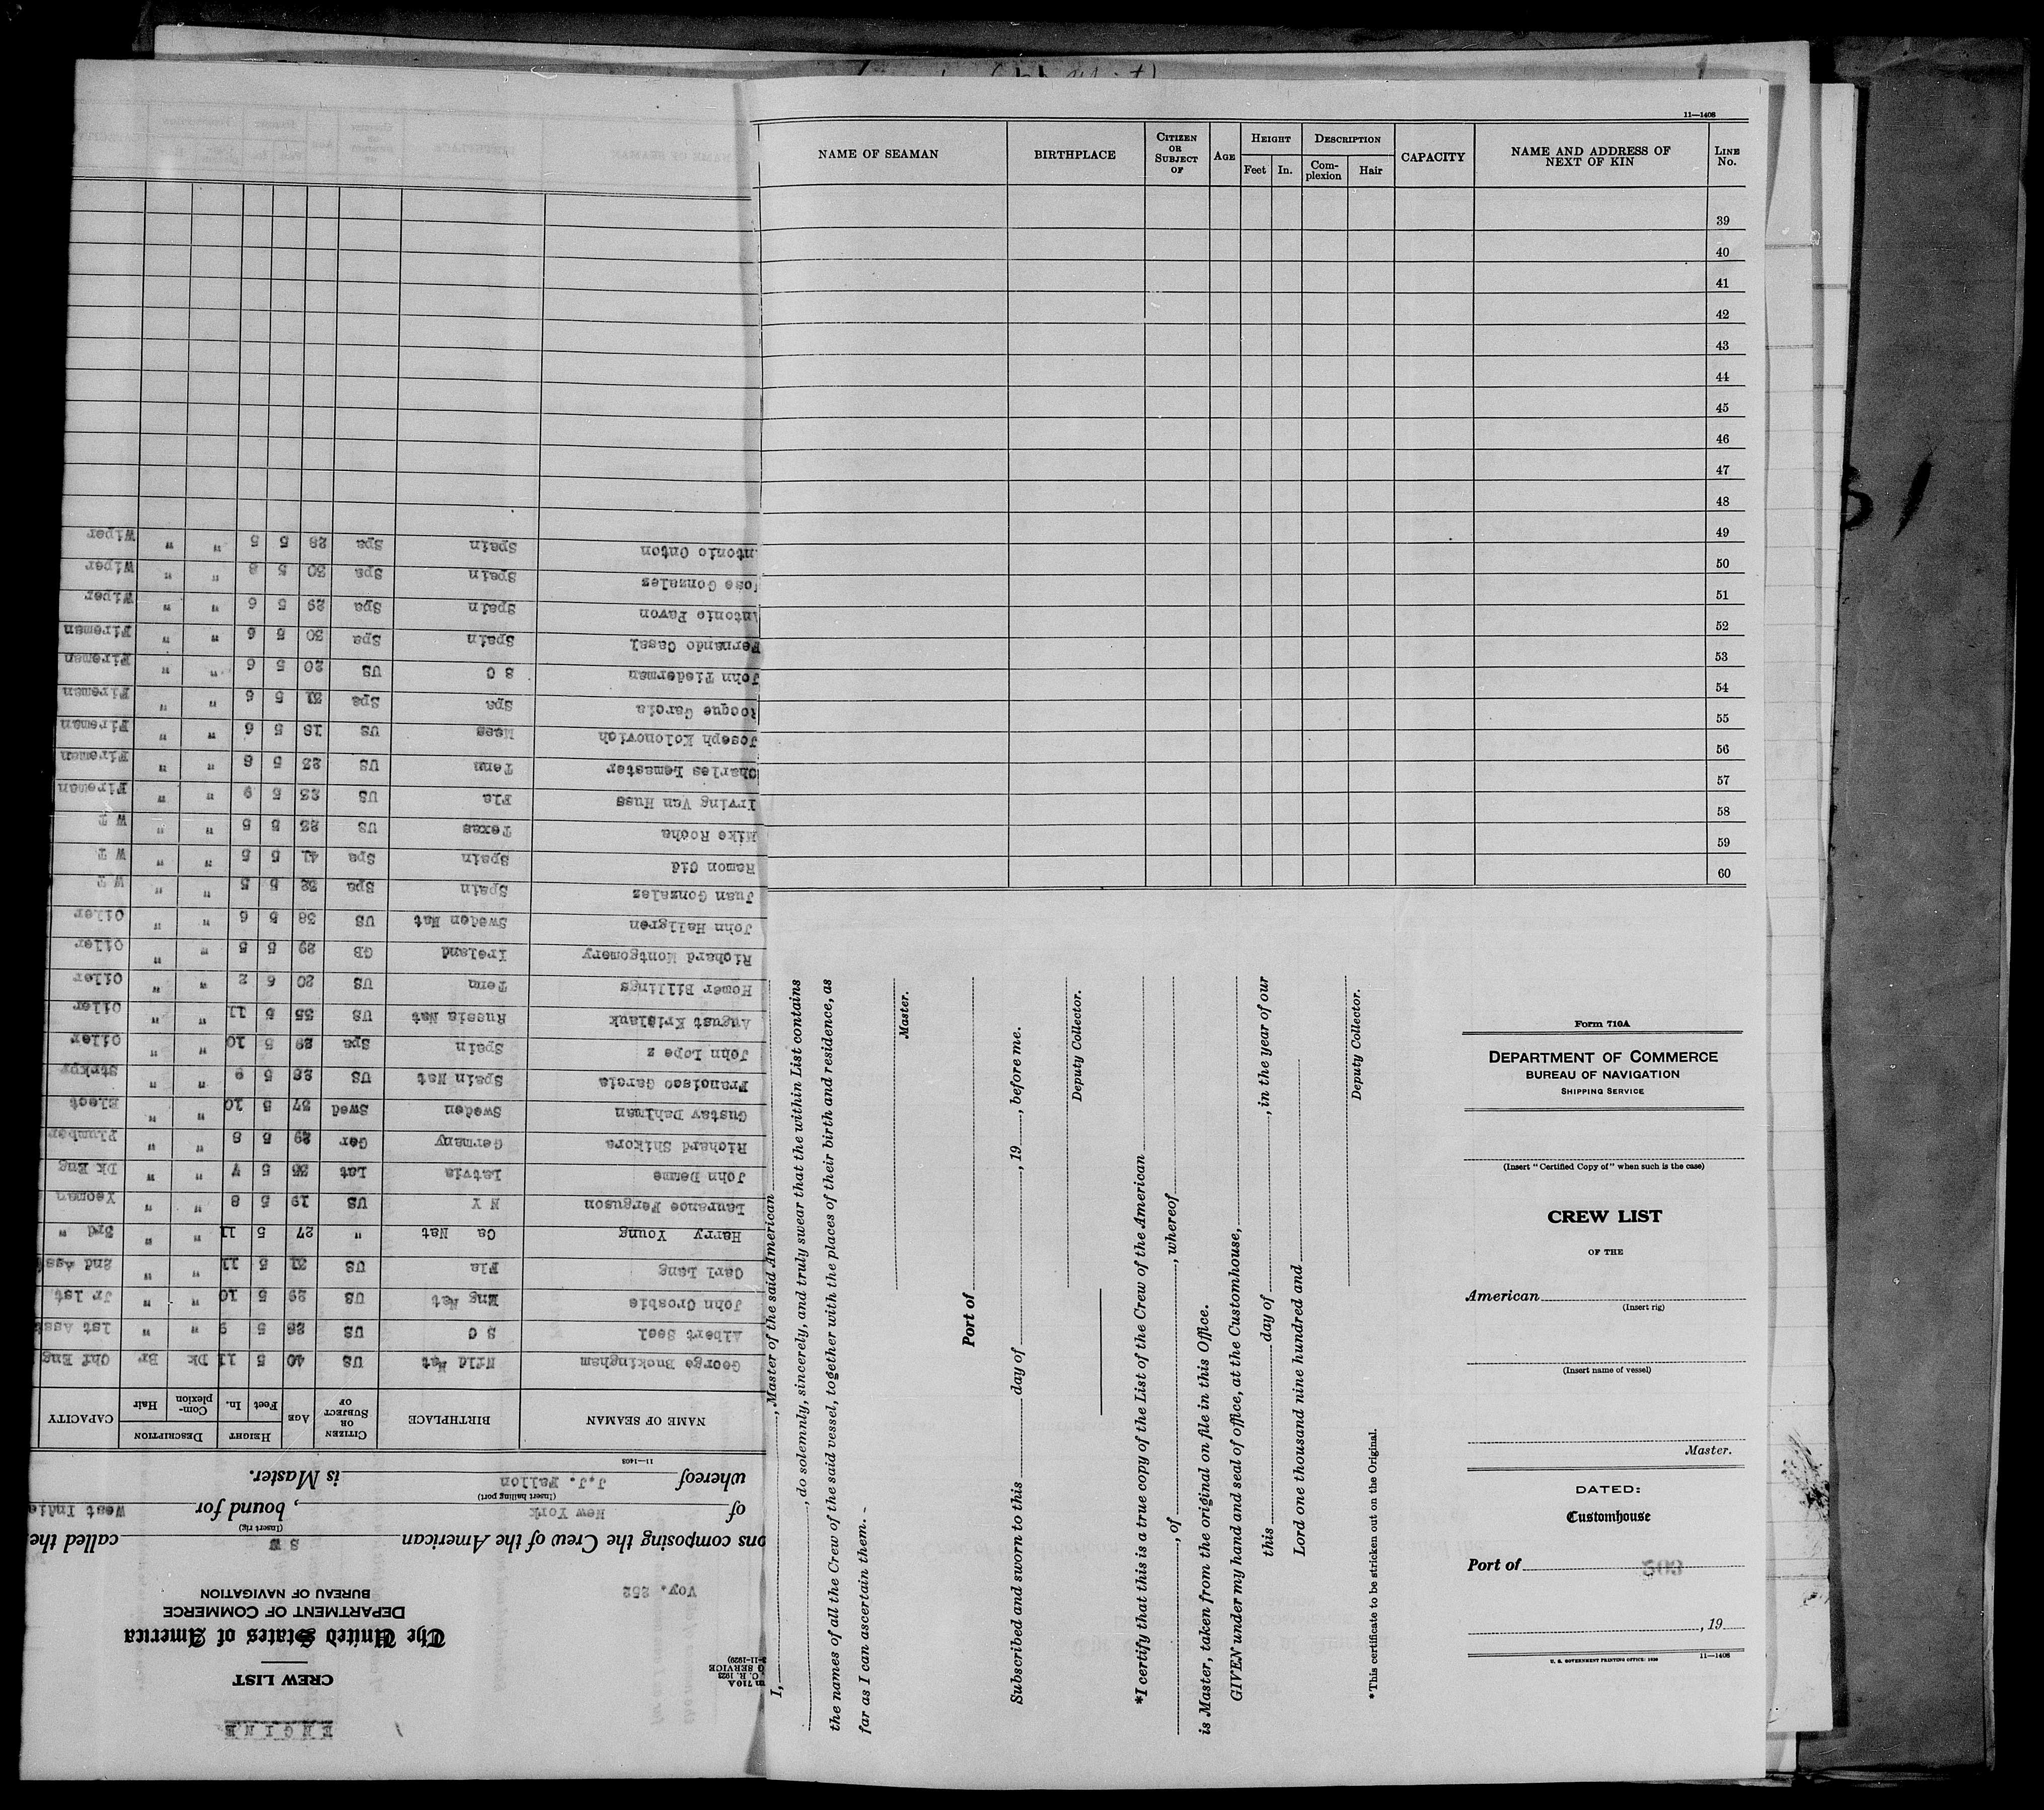 11—1408
NAME OF SEAMAN BIRTHPLACE CITIZEN OR SUBJECT OF AGE HEIGHT Feet In. DESCRIPTION Com-plexion Hair CAPACITY NAME AND ADDRESS OF NEXT OF KIN LINE No.
39
40
41
42
43
44
45
46
47
48
49
50
51
52
53
54
55
56
57
58
59
60
I, , Master of the said American
, do solemnly, sincerely, and truly swear that the within List contains
the names of all the Crew of the said vessel, together with the places of their birth and residence, as
far as I can ascertain them. -
Master.
Port of
Subscribed and sworn to this day of , 19 , before me.
Deputy Collector.
*I certify that this is a true copy of the List of the Crew of the American
, of , whereof
is Master, taken from the original on file in this Office.
GIVEN under my hand and seal of office, at the Customhouse,
this day of , in the year of our
Lord one thousand nine hundred and
Deputy Collector.
*This certificate to be stricken out on the Original.
Form 710A
DEPARTMENT OF COMMERCE
BUREAU OF NAVIGATION
SHIPPING SERVICE
(Insert "Certified Copy of" when such is the case)
CREW LIST
OF THE
American
(Insert rig)
(Insert name of vessel)
Master.
DATED:
Customhouse
Port of
, 19
U. S. GOVERNMENT PRINTING OFFICE: 11—1408
ENGINE
CREW LIST
The United States of America
DEPARTMENT OF COMMERCE
BUREAU OF NAVIGATION
Voy. 252
ons composing the Crew of the American S S called the
(Insert rig)
of New York , bound for West Indie
(Insert hailing port)
whereof J.J. Fallon is Master.
11—1408
NAME OF SEAMAN BIRTHPLACE CITIZEN OR SUBJECT OF AGE HEIGHT Feet In. DESCRIPTION Com-plexion Hair CAPACITY
George Buckingham Nfld Nat US 40 5 11 Dk Br Chf Eng
Albert Seel S C US 26 5 9 " " 1st Ass
John Crosbie Eng Nat US 29 5 10 " " Jr 1st
Carl Lang Fla US 31 5 11 " " 2nd Ass
Harry Young Ga Nat " 27 5 11 " " 3rd "
Laurance Ferguson N Y US 19 5 8 " " Yeoman
John Demme Latvia Lat 35 5 7 " " Dk Eng
Richard Shikora Germany Ger 29 5 8 " " Plumber
Gustav Dahlman Sweden Swed 37 5 10 " " Elect
Francisco Garcia Spain Nat US 28 5 9 " " Strkpr
John Lope z Spain Spa 29 5 10 " " Oiler
August Krislauk Russia Nat US 35 5 11 " " Oiler
Homer Billings Tenn US 20 6 2 " " Oiler
Richard Montgomery Ireland GB 29 5 5 " " Oiler
John Hallgren Sweden Nat US 38 5 6 " " Oiler
Juan Gonzalez Spain Spa 32 5 5 " " W T
Ramon Cid Spain Spa 41 5 5 " " W T
Mike Rocha Texas US 23 5 5 " " W T
Irving Van Huss Fla US 23 5 9 " " Fireman
Charles Lemaster Tenn US 23 5 6 " " Fireman
Joseph Kolonovich Mass US 18 5 6 " " Fireman
Roque Garcia Spa Spa 31 5 6 " " Fireman
John Tiederman S C US 20 5 6 " " Fireman
Fernando Casal Spain Spa 30 5 6 " " Fireman
Antonio Pavon Spain Spa 29 5 6 " " Wiper
Jose Gonzales Spain Spa 30 5 8 " " Wiper
ntonio Onton Spain Spa 28 5 5 " " Wiper